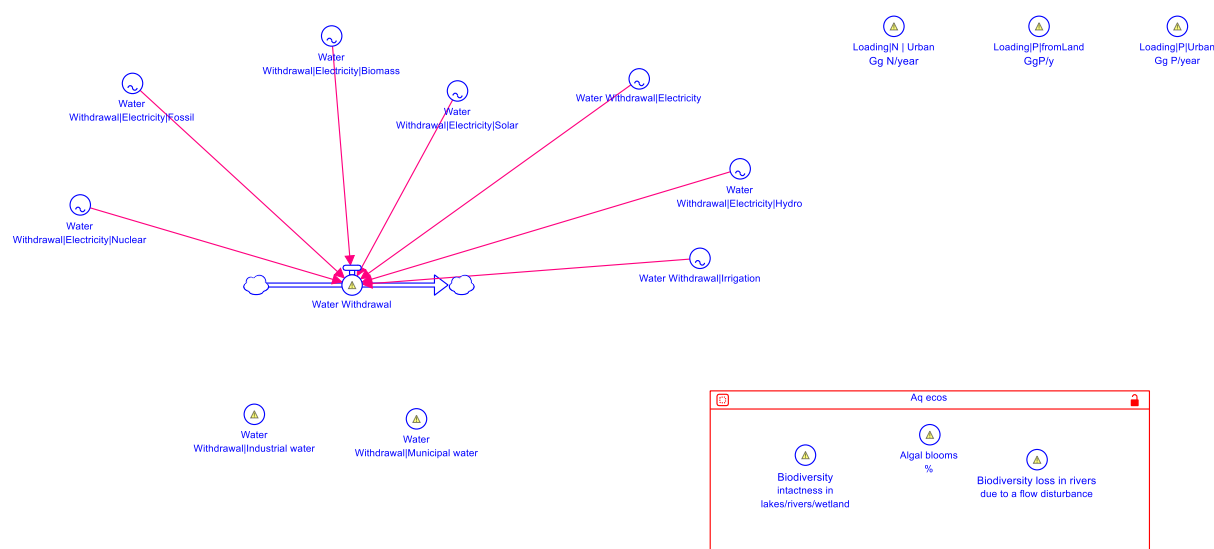 Water
Withdrawal|Electricity|Biomass
Water
Withdrawal|Electricity|Fossil
Water
Withdrawal|Electricity|Solar
Water Withdrawal|Electricity
Loading|N | Urban
Gg N/year
Loading|P|fromLand
GgP/y
Loading|P|Urban
Gg P/year
Water
Withdrawal|Electricity|Nuclear
Water
Withdrawal|Electricity|Hydro
Water Withdrawal|Irrigation
Water Withdrawal
Water
Withdrawal|Industrial water
Water
Withdrawal|Municipal water
Aq ecos
Biodiversity
intactness in
lakes/rivers/wetland
Algal blooms
%
Biodiversity loss in rivers
due to a flow disturbance